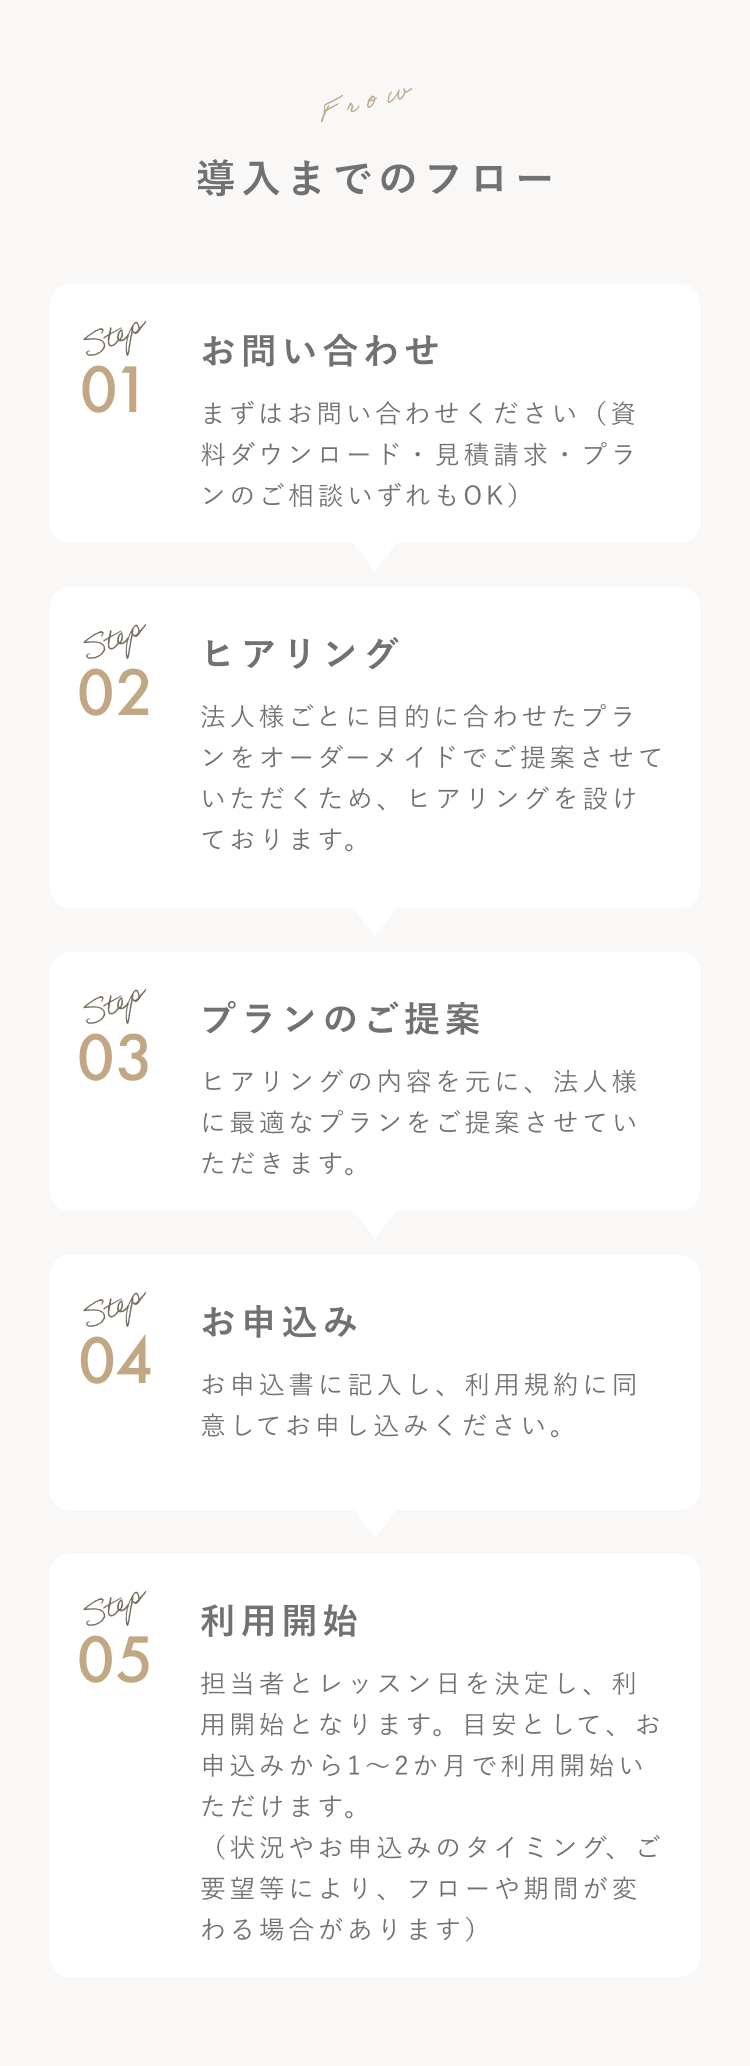 Frow
導入までのフロー
Step
01
お問い合わせ
まずはお問い合わせください（資
料ダウンロード・見積請求・プラ
ンのご相談いずれもOK）
Step
02
ヒアリング
法人様ごとに目的に合わせたプラ
ンをオーダーメイドでご提案させて
いただくため、ヒアリングを設け
ております。
Step
03
プランのご提案
ヒアリングの内容を元に、法人様
に最適なプランをご提案させてい
ただきます。
Step
04
お申込み
お申込書に記入し、利用規約に同
意してお申し込みください。
Step
05
利用開始
担当者とレッスン日を決定し、利
用開始となります。目安として、お
申込みから1〜2か月で利用開始い
ただけます。
（状況やお申込みのタイミング、ご
要望等により、フローや期間が変
わる場合があります）